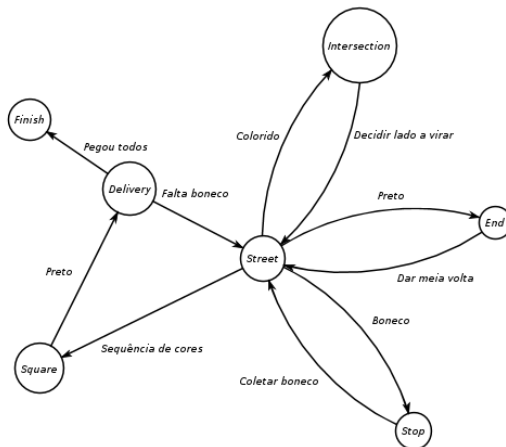 Intersection
Finish
Colorido
Decidir lado a virar
Pegou todos
Delivery
Falta boneco
Preto
End
Street
Preto
Dar meia volta
Boneco
Sequência de cores
Square
Coletar boneco
Stop